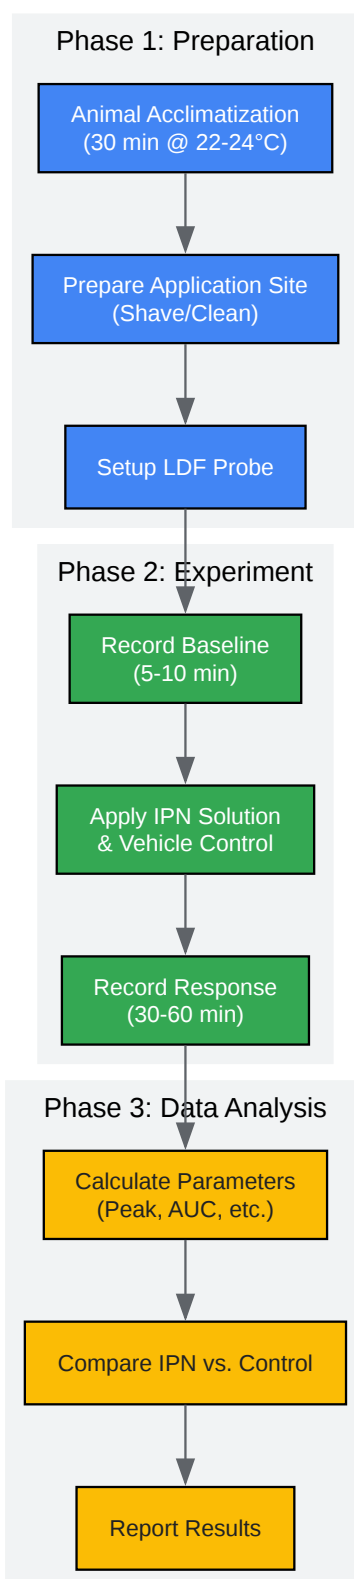 Phase 1: Preparation
Animal Acclimatization
(30 min @ 22-24°C)
Prepare Application Site
(Shave/Clean)
Setup LDF Probe
Phase 2: Experiment
Record Baseline
(5-10 min)
Apply IPN Solution
& Vehicle Control
Record Response
(30-60 min)
Phase 3: Data Analysis
Calculate Parameters
(Peak, AUC, etc.)
Compare IPN vs. Control
Report Results